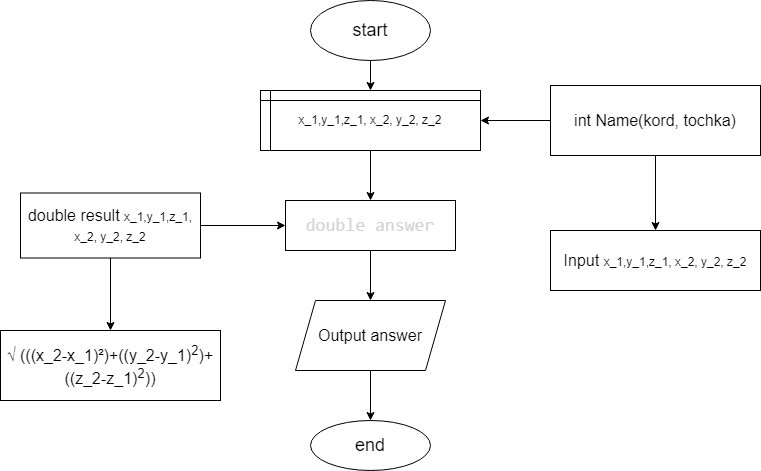 start
x_1,y_1,z_1, x_2, y_2, z_2
int Name(kord, tochka)
double result x_1,y_1,z_1,
x_2, y_2, z_2
double answer
Input x_1,y_1,z_1, x_2, y_2, z_2
Output answer
√ (((x_2-x_1)²)+((y_2-y_1)²)+
((z_2-z_1)²))
end